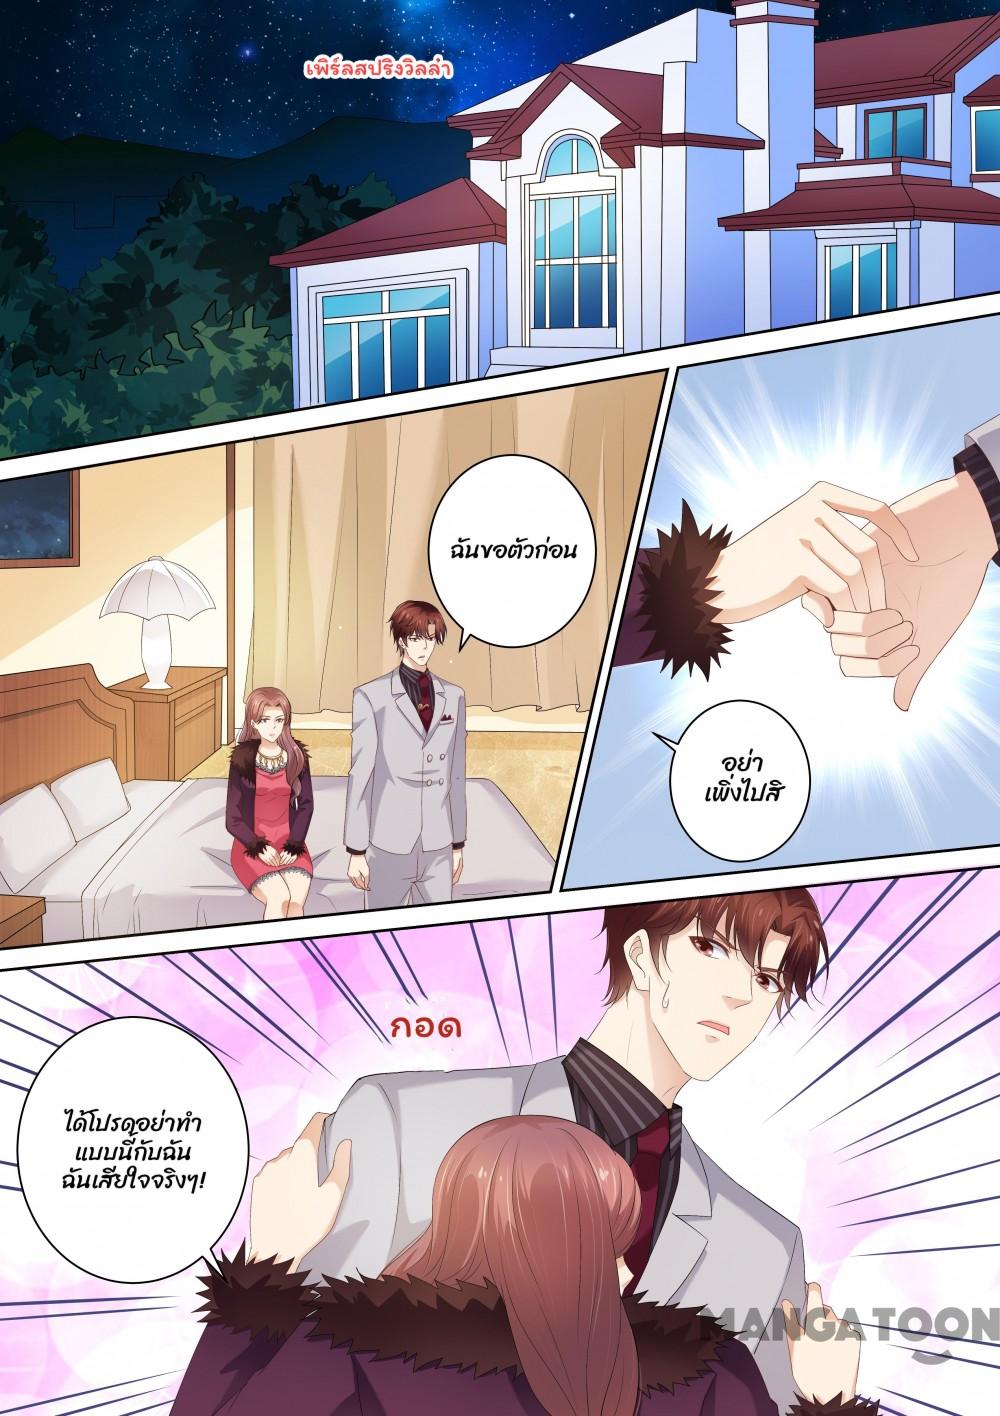 เพิร์ลสปริงวิลล่า
ฉันขอตัวก่อน
อย่า
เพิ่งไปสิ
กอด
ได้โปรดอย่าทำ
แบบนี้กับฉัน
ฉันเสียใจจริงๆ!
MANGATOON